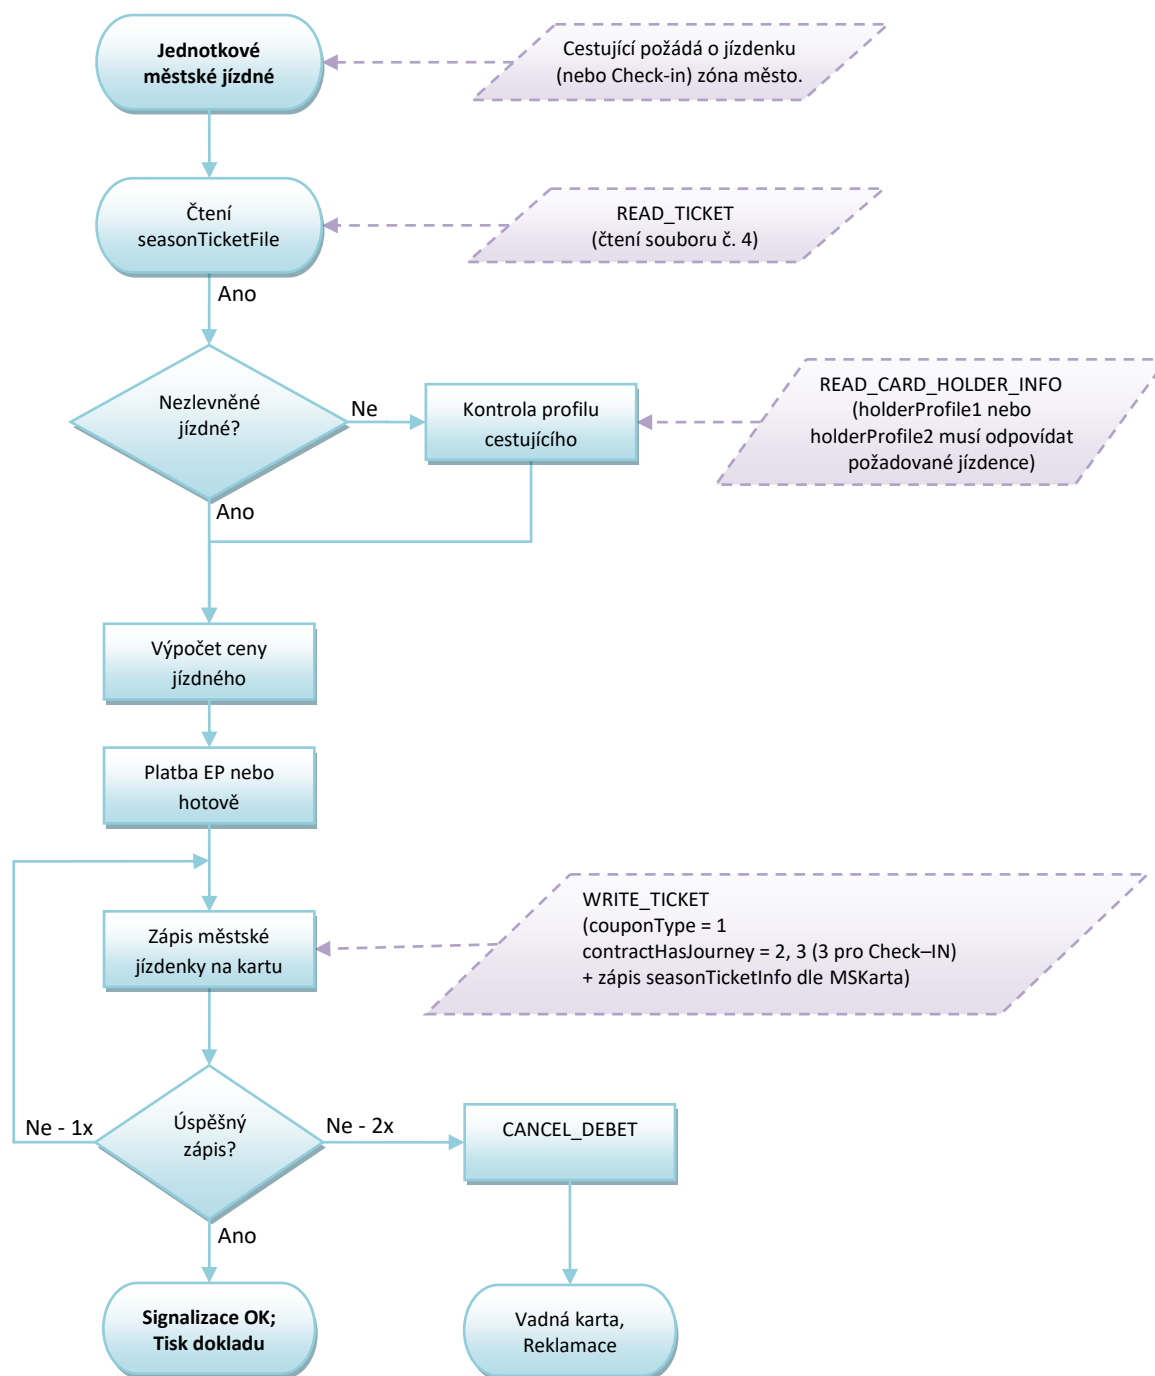 Jednotkové
městské jízdné
Cestující požádá o jízdenku
(nebo Check-in) zóna město.
Čtení
seasonTicketFile
READ_TICKET
(čtení souboru č. 4)
Ano
Nezlevněné
jízdné?
Ne
Kontrola profilu
cestujícího
READ_CARD_HOLDER_INFO
(holderProfile1 nebo
holderProfile2 musí odpovídat
požadované jízdence)
Ano
Výpočet ceny
jízdného
Platba EP nebo
hotově
Zápis městské
jízdenky na kartu
WRITE_TICKET
(couponType = 1
contractHasJourney = 2, 3 (3 pro Check–IN)
+ zápis seasonTicketInfo dle MSKarta)
Ne - 1x
Úspěšný
zápis?
Ne - 2x
CANCEL_DEBET
Ano
Signalizace OK;
Tisk dokladu
Vadná karta,
Reklamace